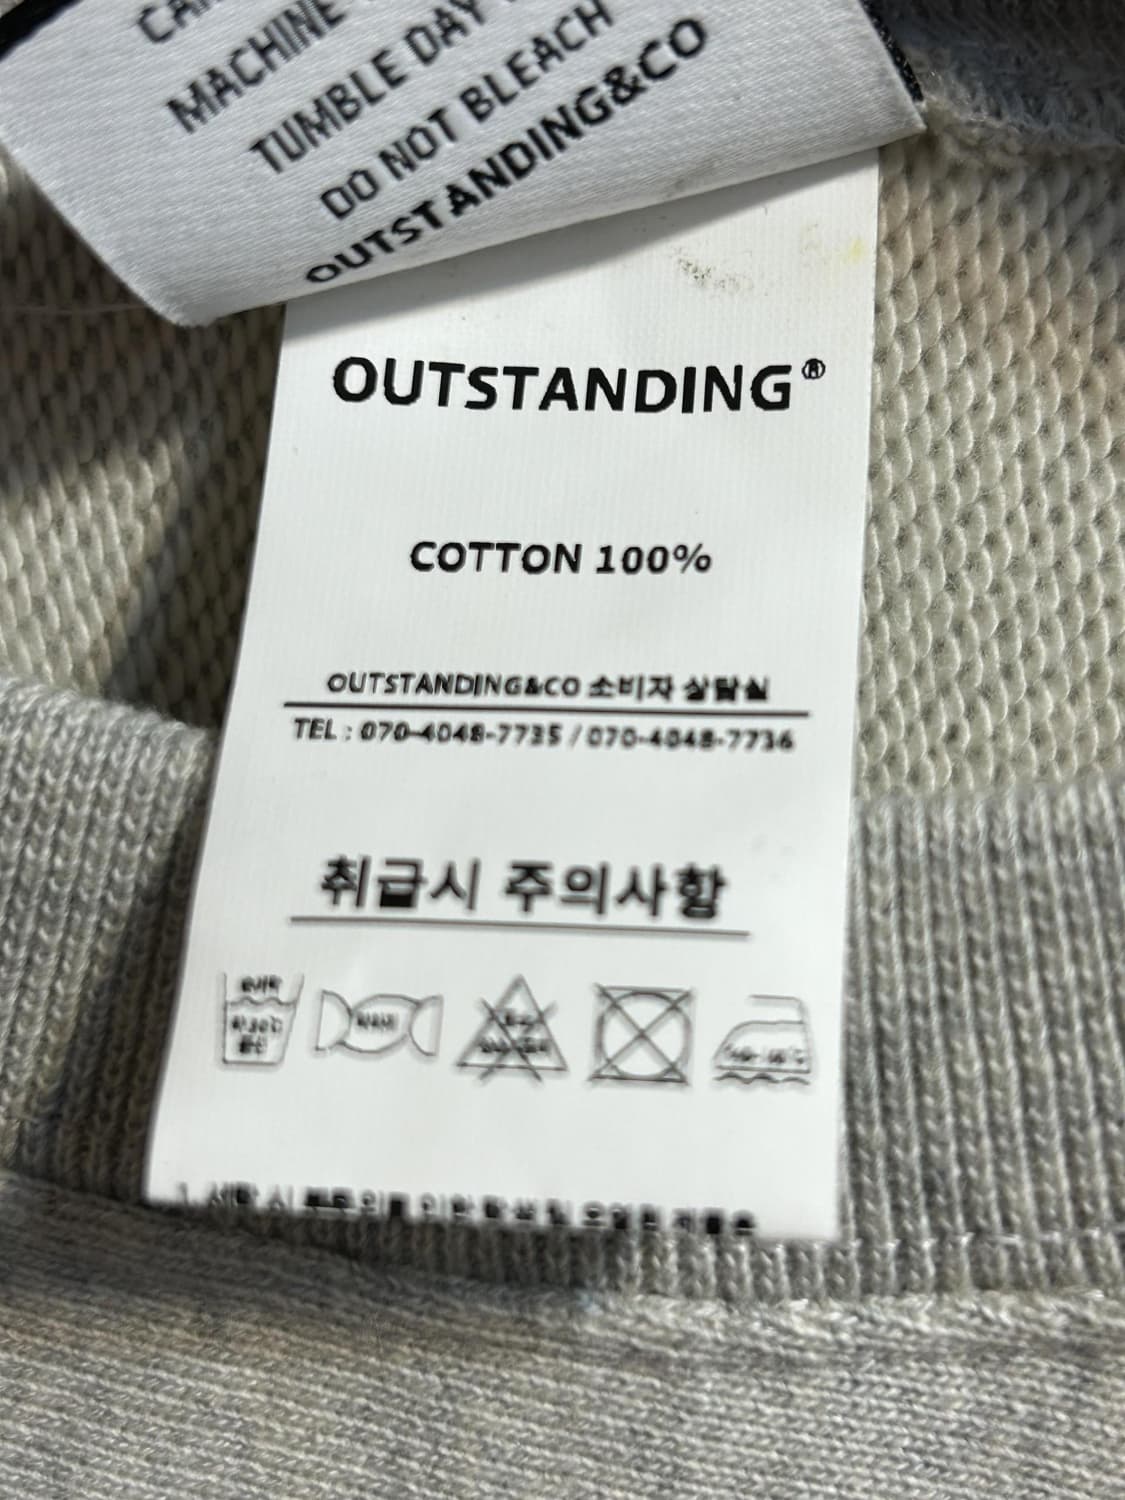 MACHINE
TUMBLE DAY
DO NOT BLEACH
OUTSTANDING&CO
OUTSTANDING®
COTTON 100%
OUTSTANDING&CO 소비자 상담실
TEL : 070-4048-7735 / 070-4048-7736
취급시 주의사항